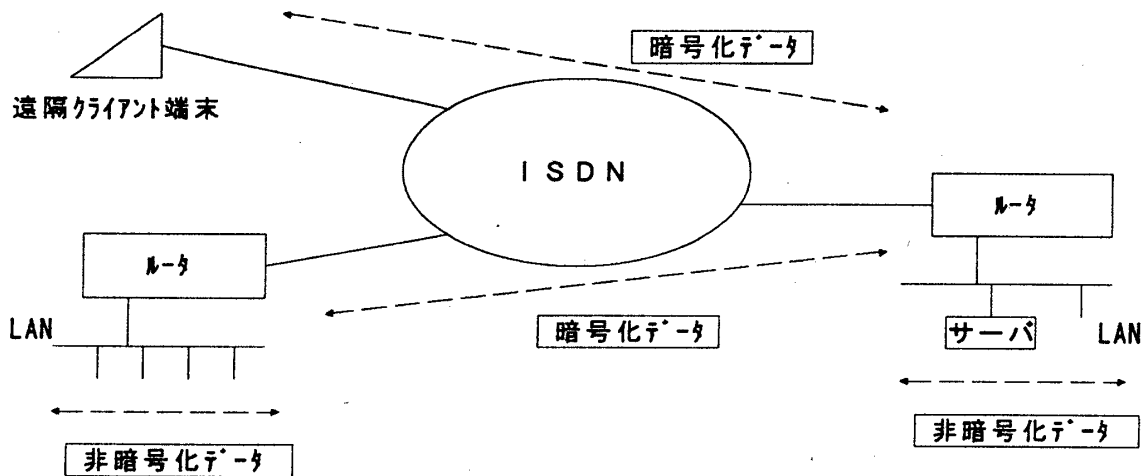 暗号化データ
遠隔クライアント端末
ISDN
ルータ
ルータ
LAN
暗号化データ
サーバ
LAN
非暗号化データ
非暗号化データ